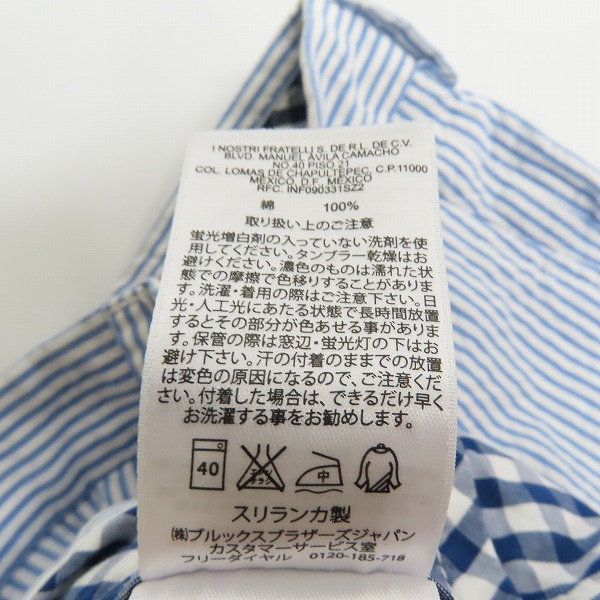 I NOSTRI FRATELLI S. DE R.L. DE C.V.
BLVD. MANUEL ÁVILA CAMACHO
NO.40 PISO 21
COL. LOMAS DE CHAPULTEPEC, C.P.11000
MÉXICO, D.F. MÉXICO
RFC. INF090331SZ2
綿 100%
取り扱い上のご注意
蛍光増白剤の入っていない洗剤を使
用してください。タンブラー乾燥はお
避けください。濃色のものは濡れた状
態での摩擦で色移りすることがありま
す。洗濯・着用の際はご注意下さい。日
光・人工光にあたる状態で長時間放置
するとその部分が色あせる事がありま
す。保管の際は窓辺・蛍光灯の下はお
避け下さい。汗の付着のままでの放置
は変色の原因になるので、ご注意くだ
さい。付着した場合は、できるだけ早く
お洗濯する事をお勧めします。
40 エンソ サラシ 中
スリランカ製
㈱ブルックスブラザーズジャパン
カスタマーサービス室
フリーダイヤル 0120-185-718